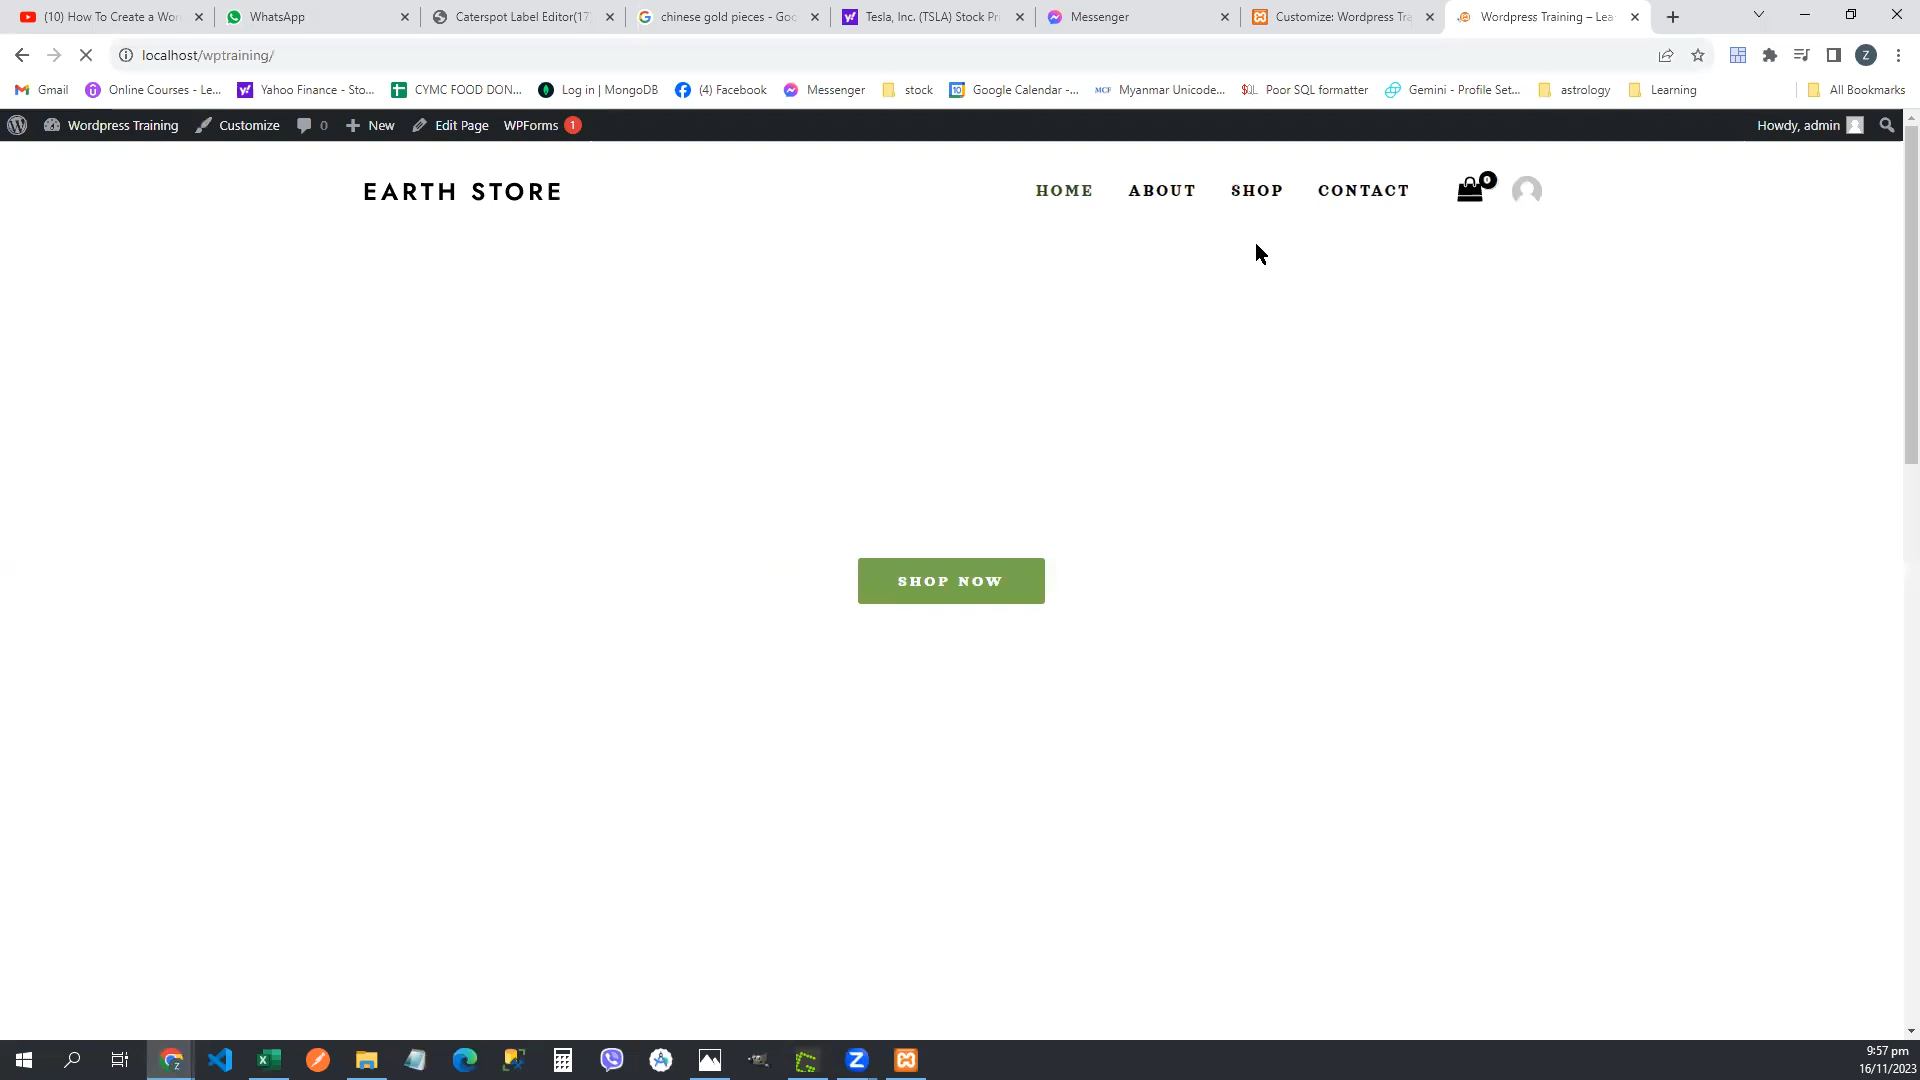 (10) How To Create a Wor
WhatsApp
Caterspot Label Editor(17
chinese gold pieces - Goo
Tesla, Inc. (TSLA) Stock Pri
Messenger
Customize: Wordpress Tra
Wordpress Training – Lea
localhost/wptraining/
Gmail
Online Courses - Le...
Yahoo Finance - Sto...
CYMC FOOD DON...
Log in | MongoDB
(4) Facebook
Messenger
stock
Google Calendar -...
Myanmar Unicode...
Poor SQL formatter
Gemini - Profile Set...
astrology
Learning
All Bookmarks
Wordpress Training
Customize
0
New
Edit Page
WPForms 1
Howdy, admin
EARTH STORE
HOME
ABOUT
SHOP
CONTACT
0
SHOP NOW
9:57 pm
16/11/2023